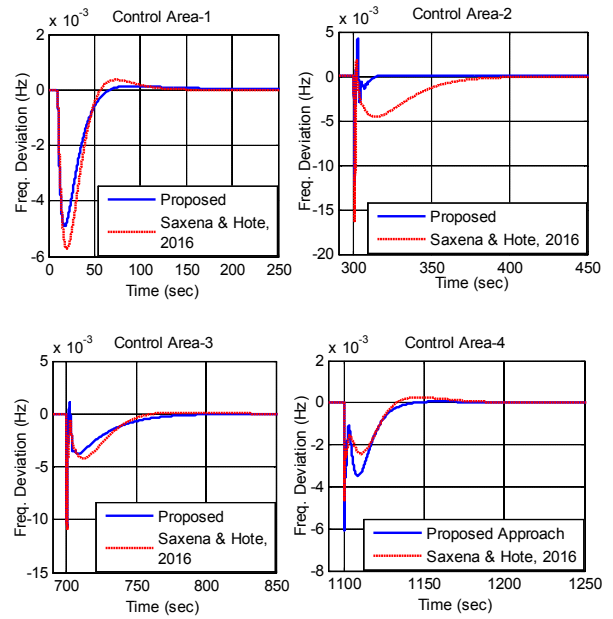 Control Area-1
x 10-3
Freq. Deviation (Hz)
2
0
-2
-4
-6
0 50 100 150 200 250
Time (sec)
Proposed
Saxena & Hote,
2016
Control Area-2
x 10-3
Freq. Deviation (Hz)
5
0
-5
-10
-15
-20
300 350 400 450
Time (sec)
Proposed
Saxena & Hote, 2016
Control Area-3
x 10-3
Freq. Deviation (Hz)
5
0
-5
-10
-15
700 750 800 850
Time (sec)
Proposed
Saxena & Hote,
2016
Control Area-4
x 10-3
Freq. Deviation (Hz)
2
0
-2
-4
-6
-8
1100 1150 1200 1250
Time (sec)
Proposed Approach
Saxena & Hote, 2016